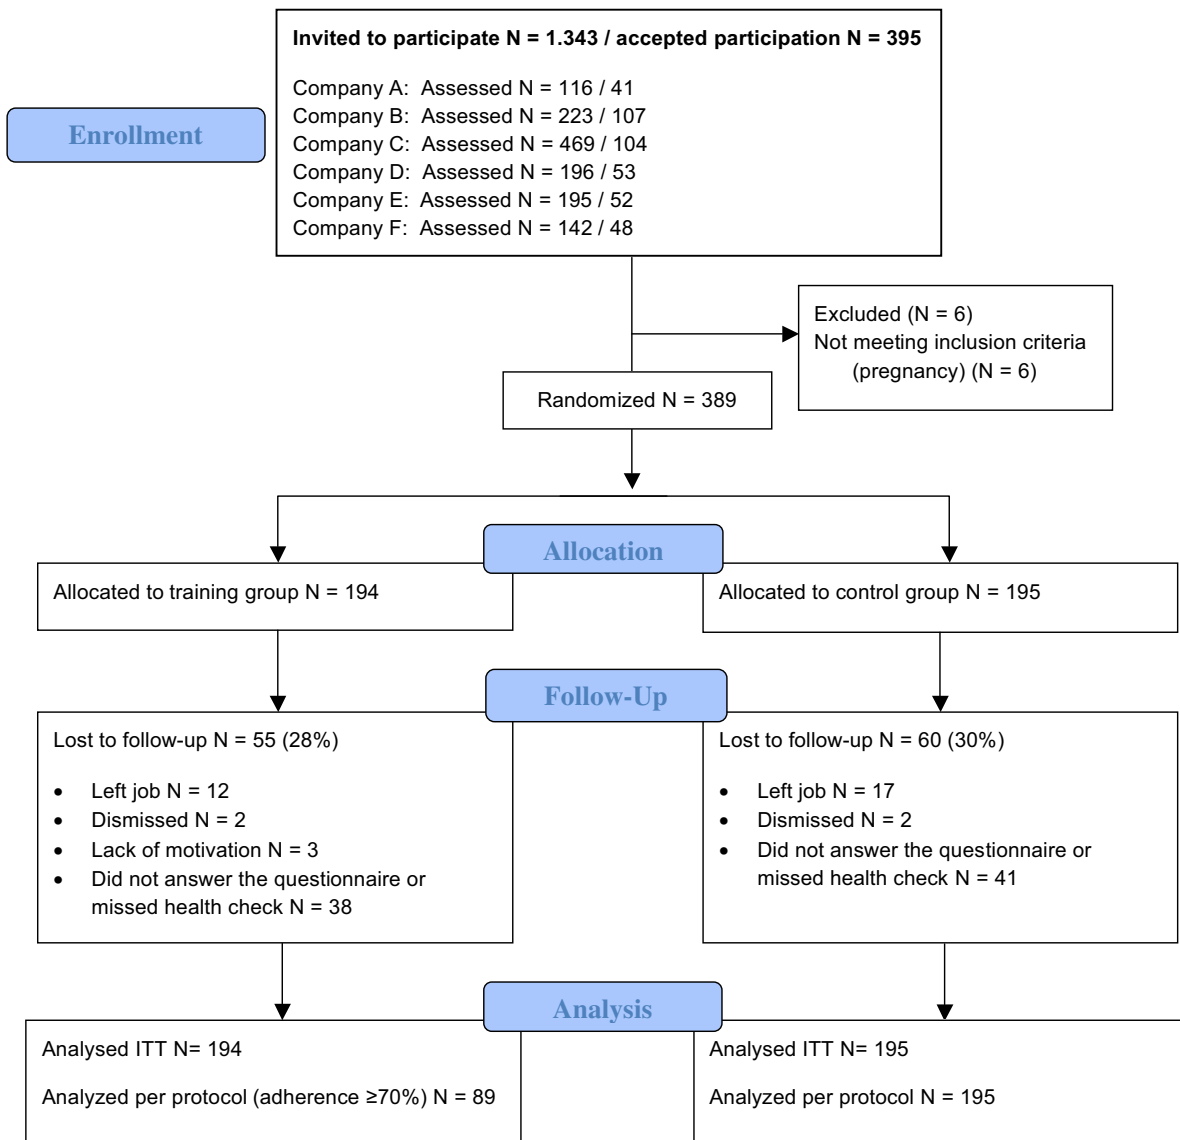 Invited to participate N = 1.343 / accepted participation N = 395
Company A: Assessed N = 116 / 41
Company B: Assessed N = 223 / 107
Company C: Assessed N = 469 / 104
Company D: Assessed N = 196 / 53
Company E: Assessed N = 195 / 52
Company F: Assessed N = 142 / 48
Enrollment
Excluded (N = 6)
Not meeting inclusion criteria
(pregnancy) (N = 6)
Randomized N = 389
Allocation
Allocated to training group N = 194
Allocated to control group N = 195
Follow-Up
Lost to follow-up N = 55 (28%)
• Left job N = 12
• Dismissed N = 2
• Lack of motivation N = 3
• Did not answer the questionnaire or
missed health check N = 38
Lost to follow-up N = 60 (30%)
• Left job N = 17
• Dismissed N = 2
• Did not answer the questionnaire or
missed health check N = 41
Analysis
Analysed ITT N= 194
Analyzed per protocol (adherence ≥70%) N = 89
Analysed ITT N= 195
Analyzed per protocol N = 195